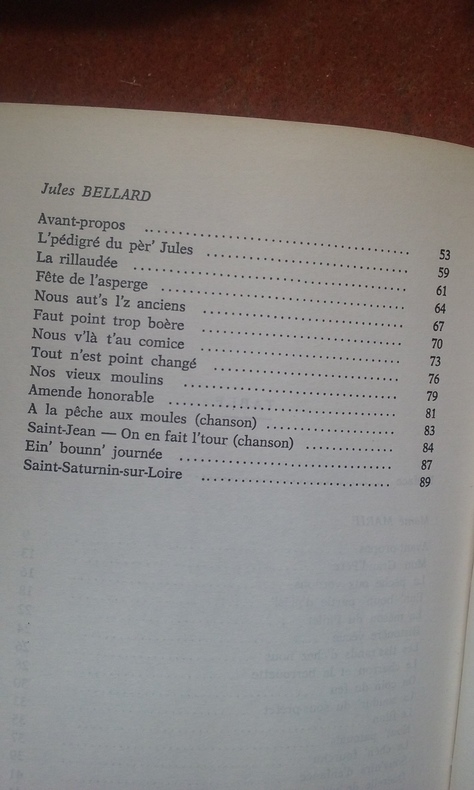 Jules BELLARD
Avant-propos .......................................... 53
L'pédigré du pèr' Jules .............................. 59
La rillaudée .......................................... 61
Fête de l'asperge ..................................... 64
Nous aut's l'z anciens .............................. 67
Faut point trop boère .............................. 70
Nous v'là t'au comice .............................. 73
Tout n'est point changé .............................. 76
Nos vieux moulins .............................. 79
Amende honorable .............................. 81
A la pêche aux moules (chanson) .................... 83
Saint-Jean — On en fait l'tour (chanson) ............. 84
Ein' bounn' journée .............................. 87
Saint-Saturnin-sur-Loire .............................. 89